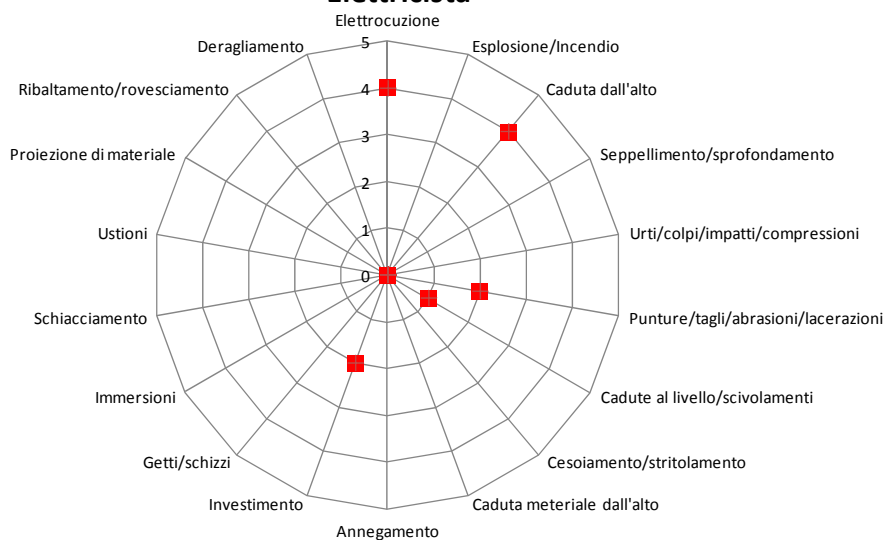 Elettricista
Elettrocuzione
Esplosione/Incendio
Caduta dall'alto
Seppellimento/sprofondamento
Urti/colpi/impatti/compressioni
Punture/tagli/abrasioni/lacerazioni
Cadute al livello/scivolamenti
Cesoiamento/stritolamento
Caduta meteriale dall'alto
Annegamento
Investimento
Getti/schizzi
Immersioni
Schiacciamento
Ustioni
Proiezione di materiale
Ribaltamento/rovesciamento
Deragliamento
5
4
3
2
1
0